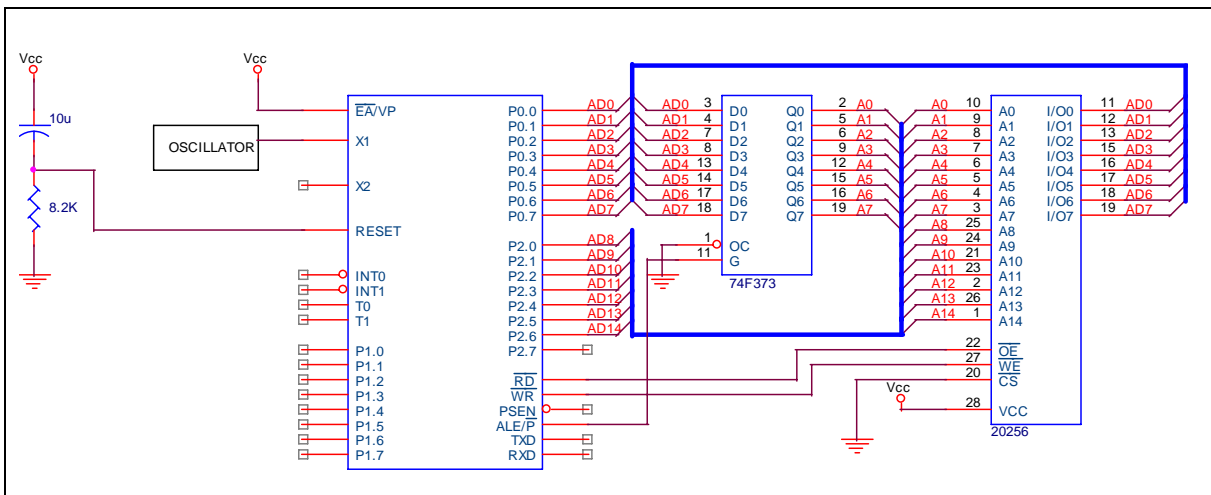 Vcc
10u
8.2K
Vcc
OSCILLATOR
EA/VP
X1
X2
RESET
INT0
INT1
T0
T1
P1.0
P1.1
P1.2
P1.3
P1.4
P1.5
P1.6
P1.7
P0.0
P0.1
P0.2
P0.3
P0.4
P0.5
P0.6
P0.7
P2.0
P2.1
P2.2
P2.3
P2.4
P2.5
P2.6
P2.7
RD
WR
PSEN
ALE/P
TXD
RXD
AD0
AD1
AD2
AD3
AD4
AD5
AD6
AD7
AD8
AD9
AD10
AD11
AD12
AD13
AD14
AD0 3 D0 Q0 2 A0
AD1 4 D1 Q1 5 A1
AD2 7 D2 Q2 6 A2
AD3 8 D3 Q3 9 A3
AD4 13 D4 Q4 12 A4
AD5 14 D5 Q5 15 A5
AD6 17 D6 Q6 16 A6
AD7 18 D7 Q7 19 A7
1 OC
11 G
74F373
A0 10 A0 I/O0 11 AD0
A1 9 A1 I/O1 12 AD1
A2 8 A2 I/O2 13 AD2
A3 7 A3 I/O3 15 AD3
A4 6 A4 I/O4 16 AD4
A5 5 A5 I/O5 17 AD5
A6 4 A6 I/O6 18 AD6
A7 3 A7 I/O7 19 AD7
A8 25 A8
A9 24 A9
A10 21 A10
A11 23 A11
A12 2 A12
A13 26 A13
A14 1 A14
22 OE
27 WE
20 CS
Vcc
28 VCC
20256